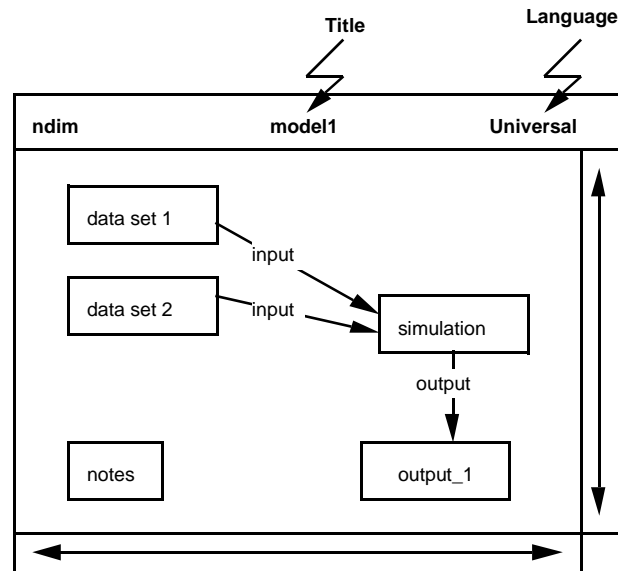 Title
Language
ndim
model1
Universal
data set 1
input
data set 2
input
simulation
output
notes
output_1